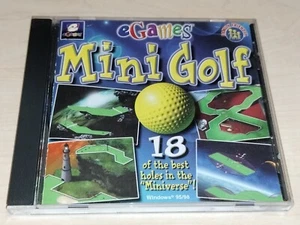 eGames
Mini Golf
18
of the best
holes in the
"Miniverse"!
Windows® 95/98